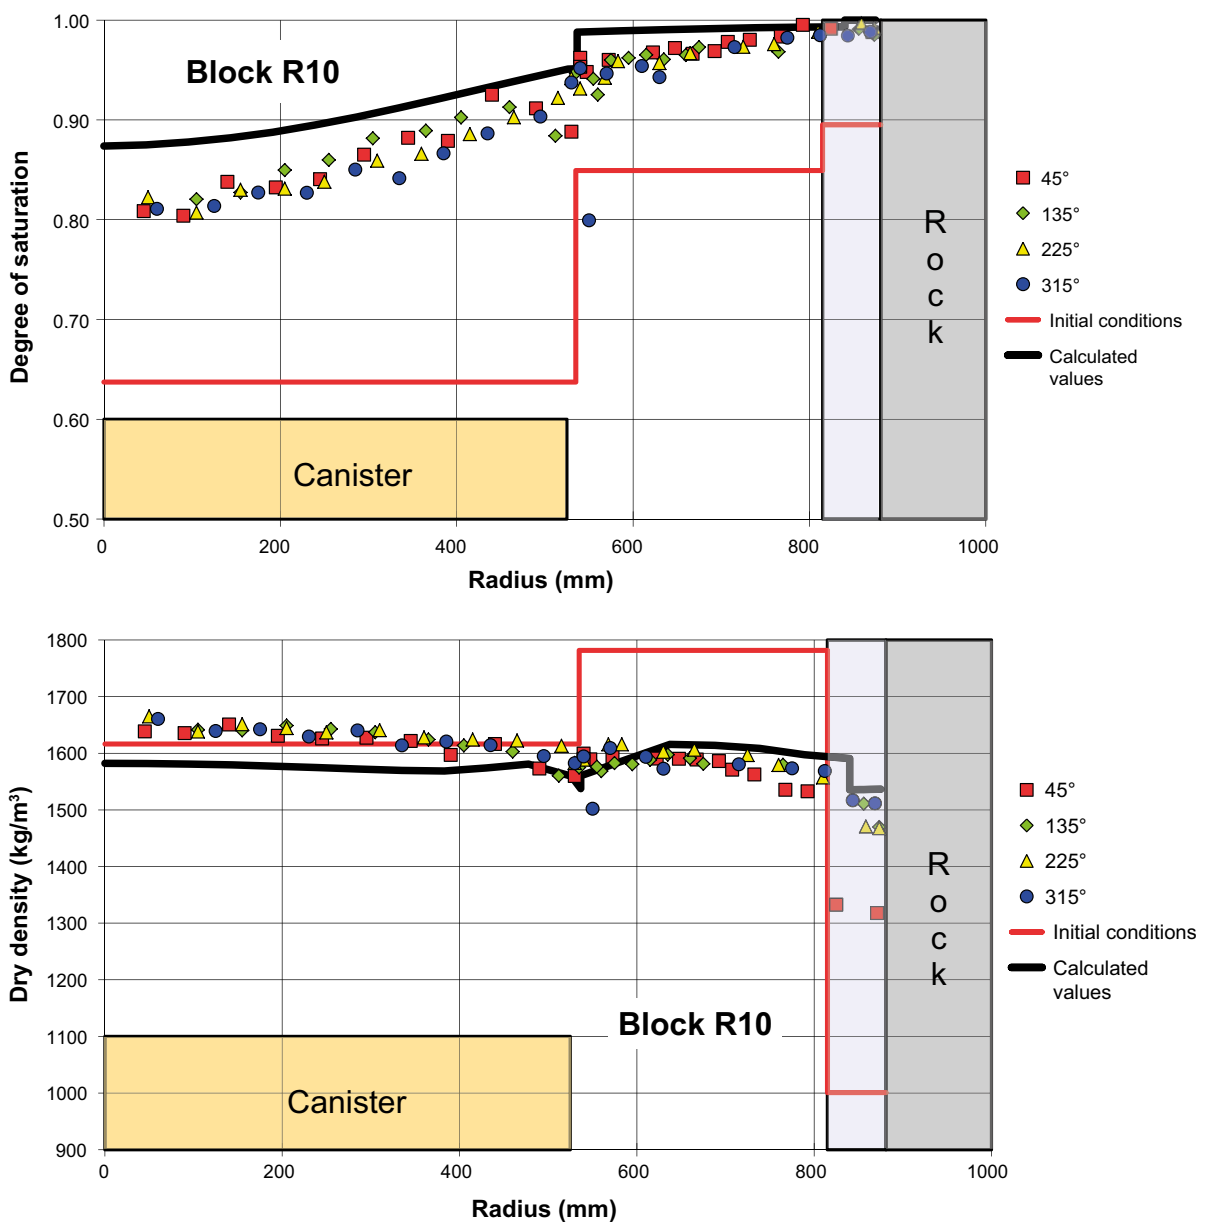 1.00
0.90
0.80
0.70
0.60
0.50
Degree of saturation
Block R10
Canister
R
o
c
k
0
200
400
600
800
1000
Radius (mm)
45°
135°
225°
315°
Initial conditions
Calculated
values
1800
1700
1600
1500
1400
1300
1200
1100
1000
900
Dry density (kg/m³)
Block R10
Canister
R
o
c
k
0
200
400
600
800
1000
Radius (mm)
45°
135°
225°
315°
Initial conditions
Calculated
values